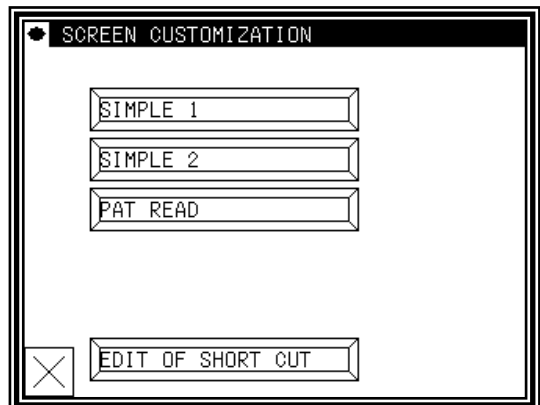 SCREEN CUSTOMIZATION
SIMPLE 1
SIMPLE 2
PAT READ
EDIT OF SHORT CUT